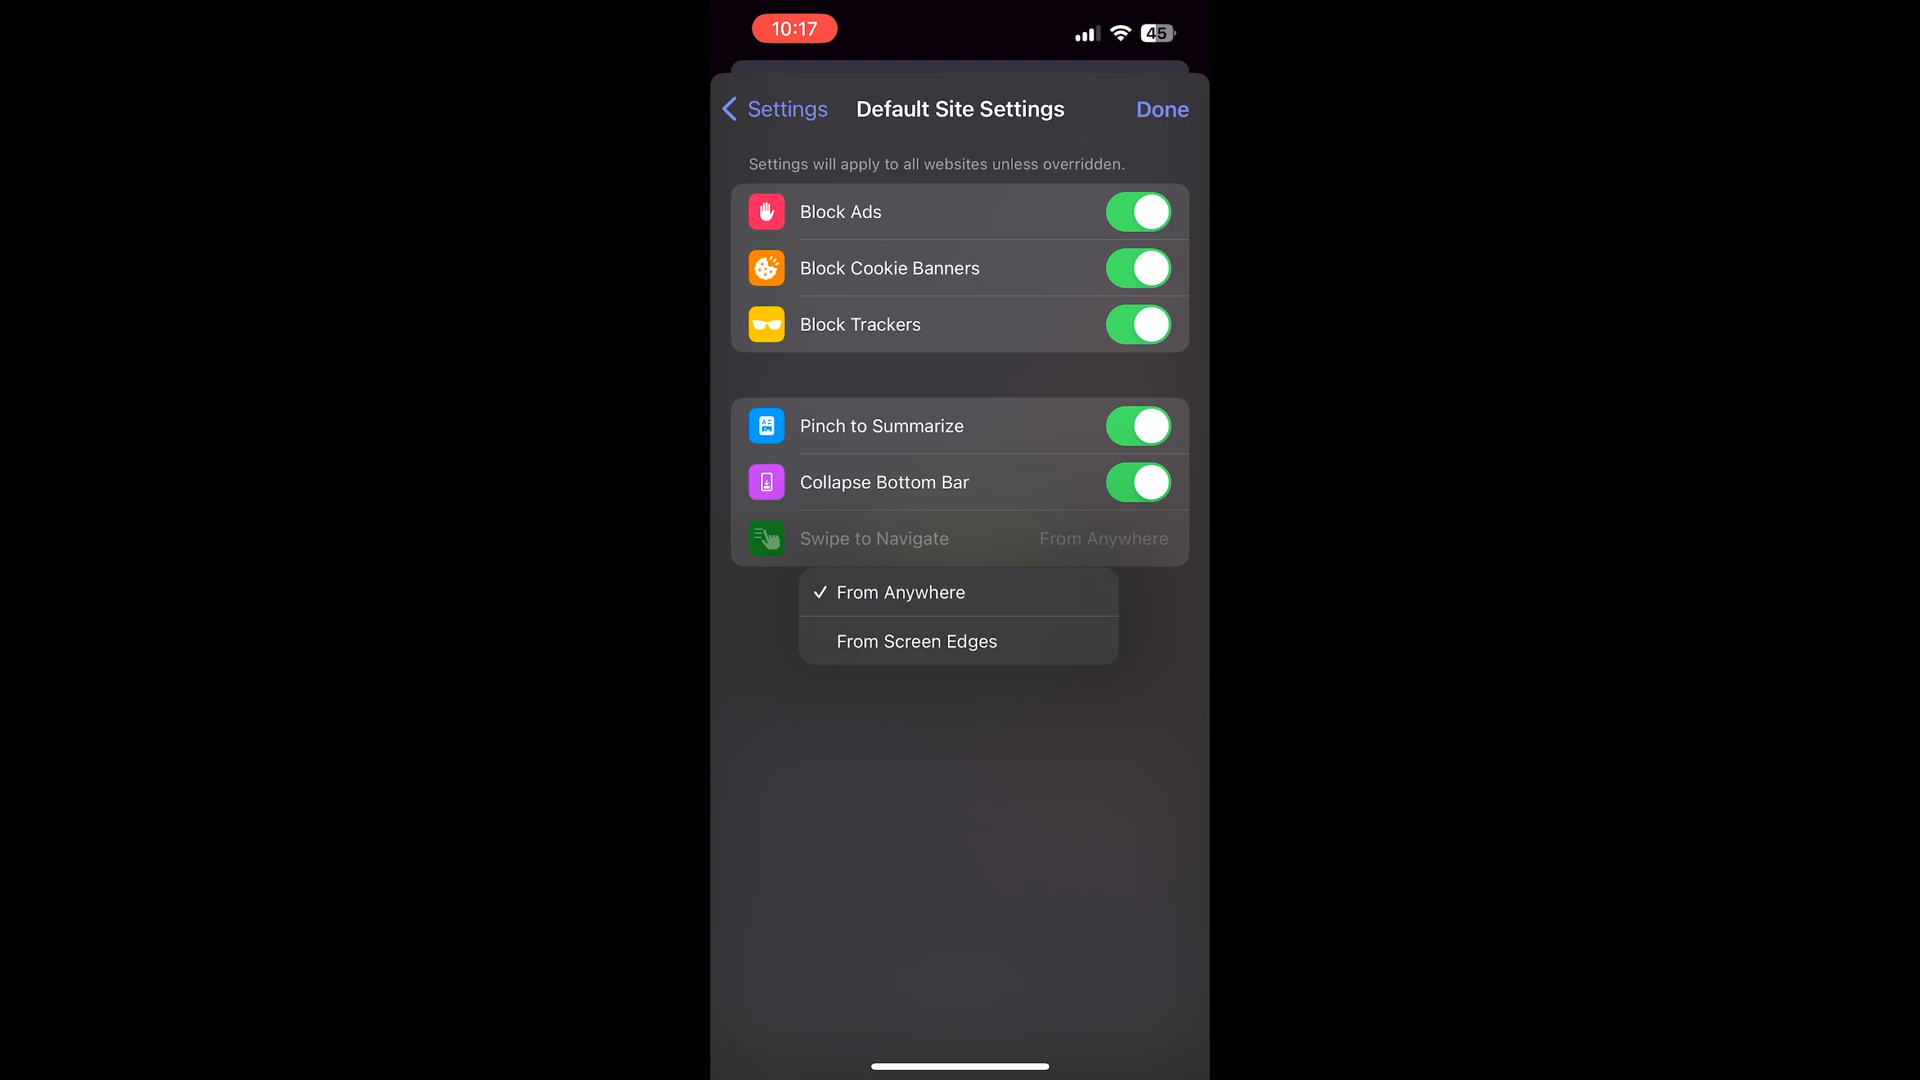 10:17
45
Settings
Default Site Settings
Done
Settings will apply to all websites unless overridden.
Block Ads
Block Cookie Banners
Block Trackers
Pinch to Summarize
Collapse Bottom Bar
Swipe to Navigate
From Anywhere
From Anywhere
From Screen Edges